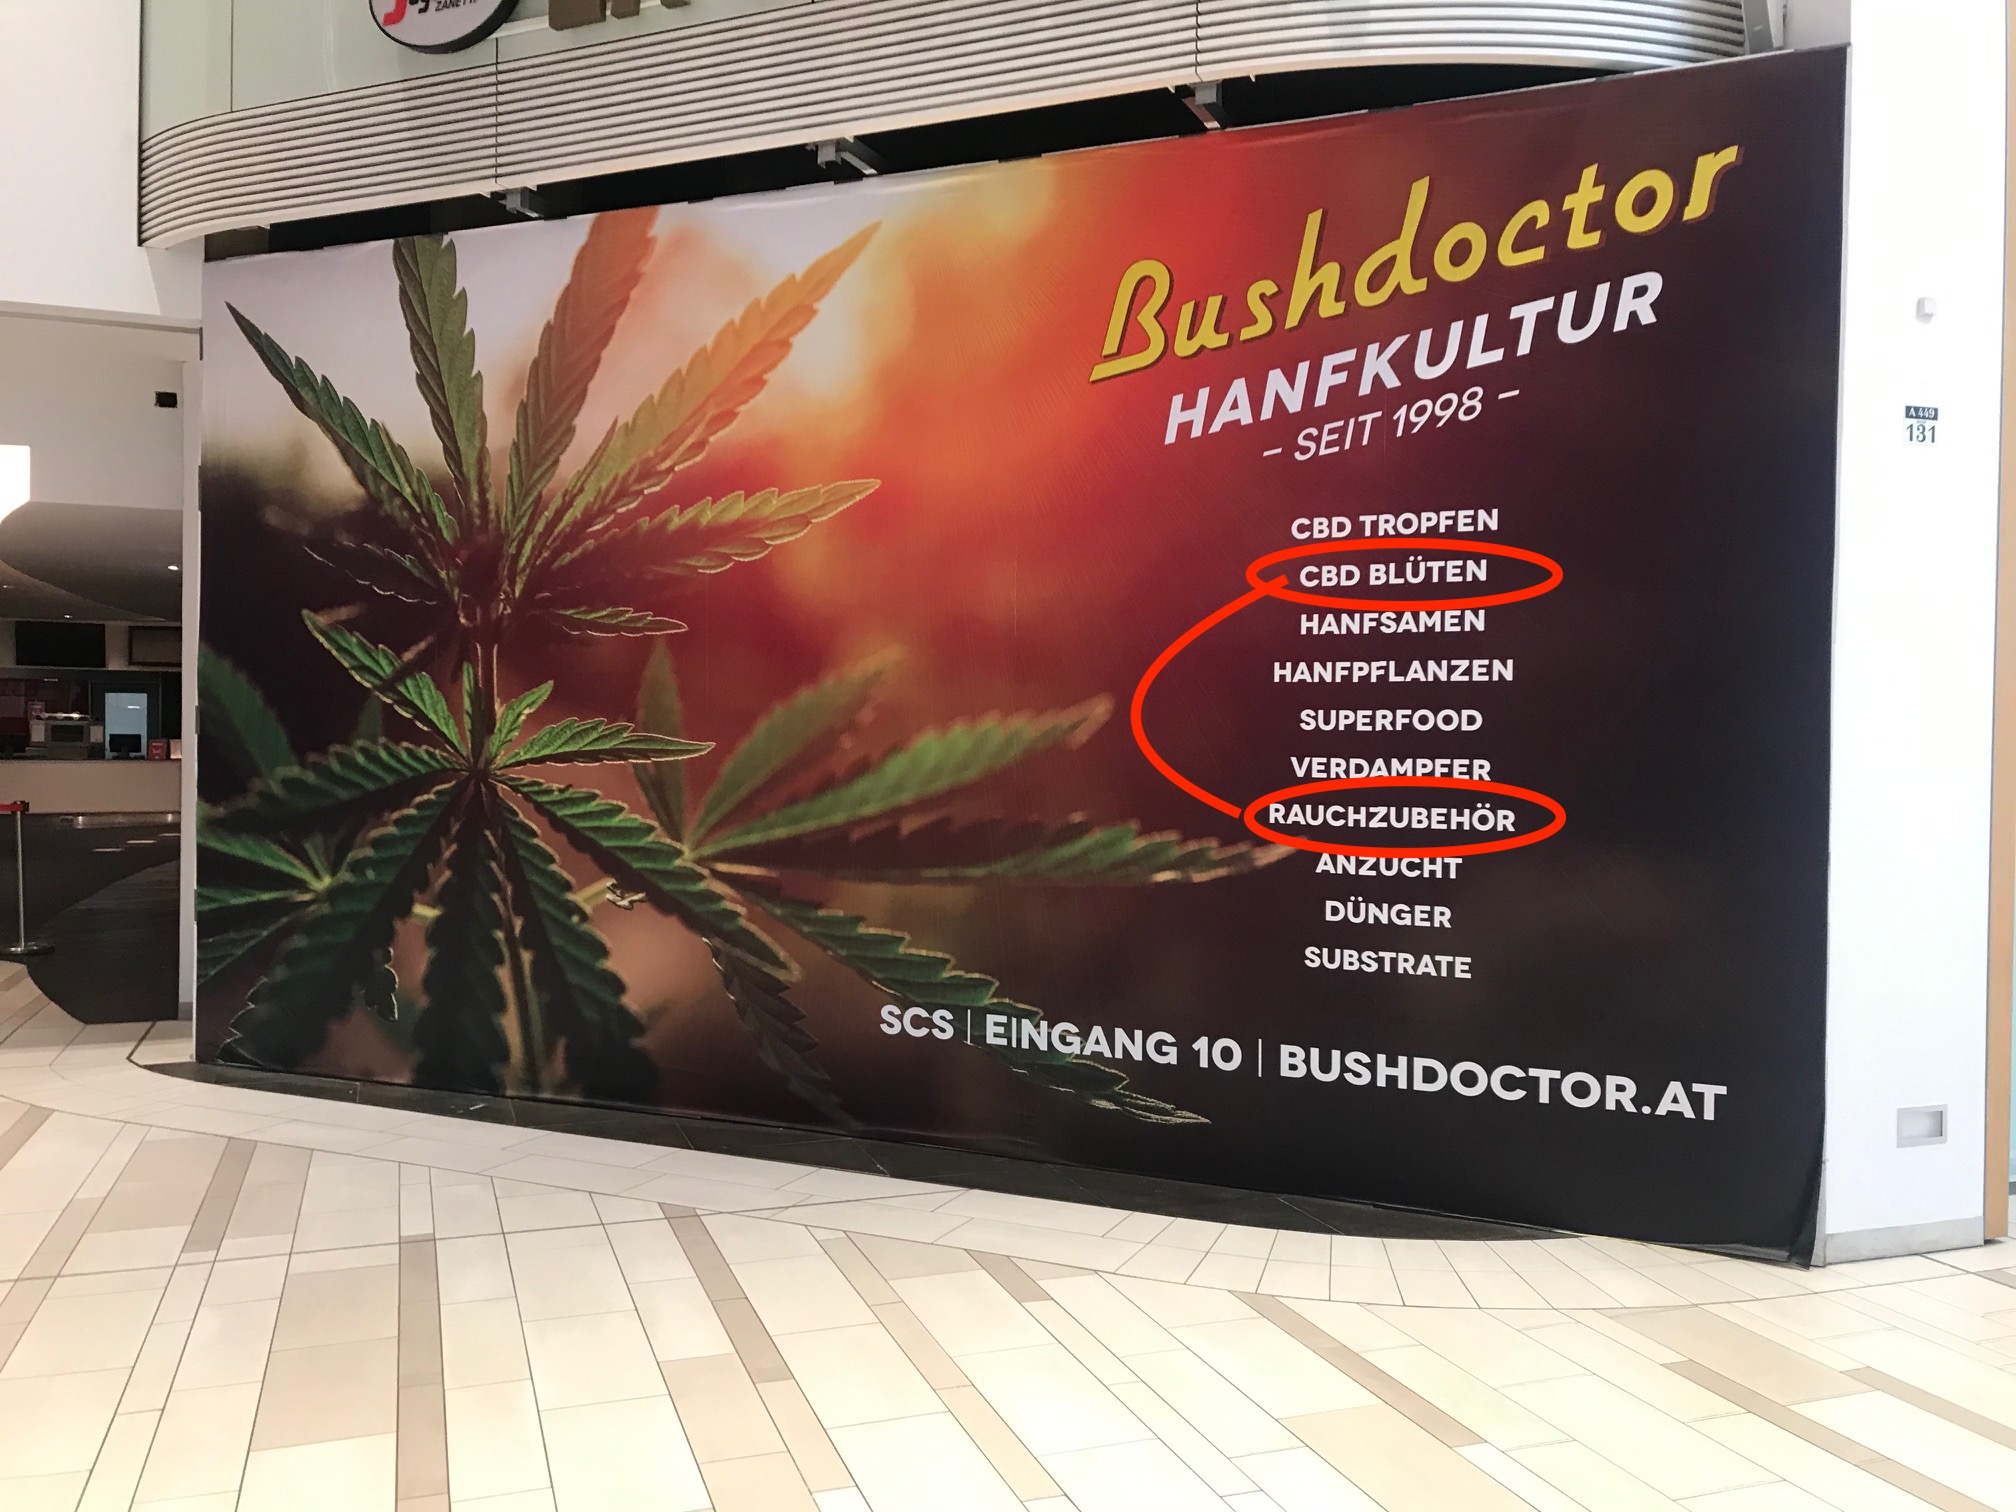 ZANETTI
Bushdoctor
HANFKULTUR
– SEIT 1998 –
CBD TROPFEN
CBD BLÜTEN
HANFSAMEN
HANFPFLANZEN
SUPERFOOD
VERDAMPFER
RAUCHZUBEHÖR
ANZUCHT
DÜNGER
SUBSTRATE
SCS | EINGANG 10 | BUSHDOCTOR.AT
A 449
131